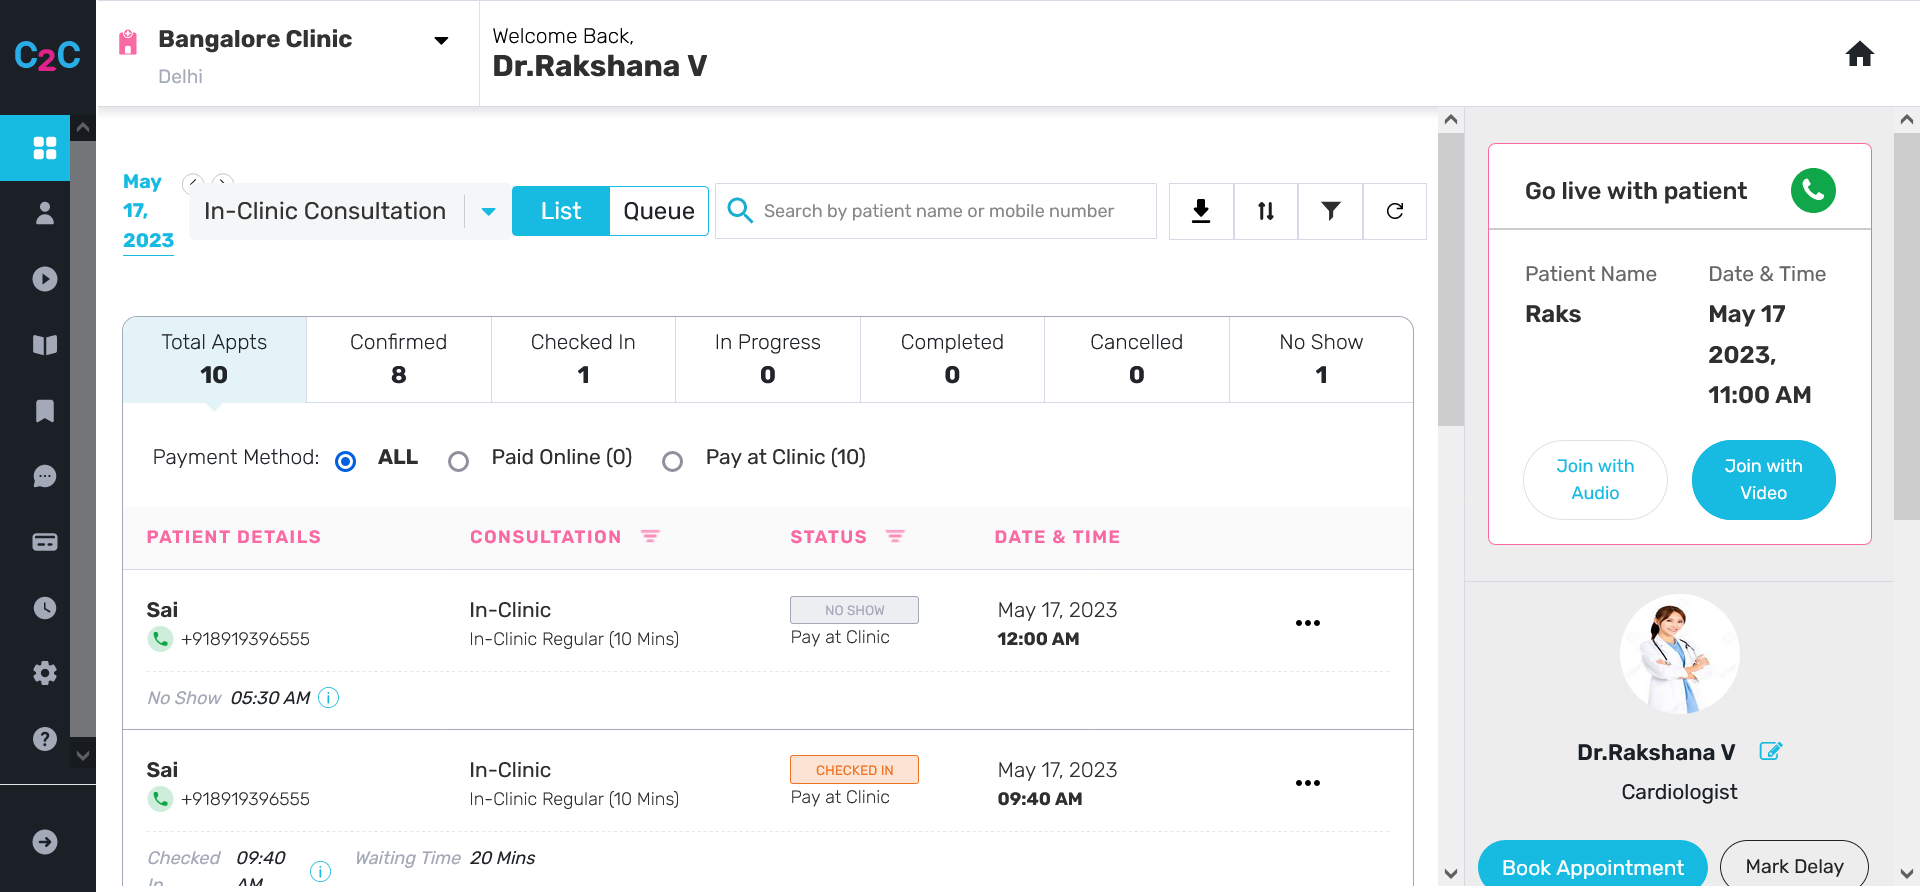 C2C
Bangalore Clinic
Delhi
Welcome Back,
Dr.Rakshana V
May
17,
2023
In-Clinic Consultation
List
Queue
Search by patient name or mobile number
Total Appts
10
Confirmed
8
Checked In
1
In Progress
0
Completed
0
Cancelled
0
No Show
1
Payment Method:
ALL
Paid Online (0)
Pay at Clinic (10)
PATIENT DETAILS
CONSULTATION
STATUS
DATE & TIME
Sai
+918919396555
In-Clinic
In-Clinic Regular (10 Mins)
NO SHOW
Pay at Clinic
May 17, 2023
12:00 AM
No Show 05:30 AM
Sai
+918919396555
In-Clinic
In-Clinic Regular (10 Mins)
CHECKED IN
Pay at Clinic
May 17, 2023
09:40 AM
Checked
In
09:40
AM
Waiting Time 20 Mins
Go live with patient
Patient Name
Raks
Date & Time
May 17
2023,
11:00 AM
Join with
Audio
Join with
Video
Dr.Rakshana V
Cardiologist
Book Appointment
Mark Delay